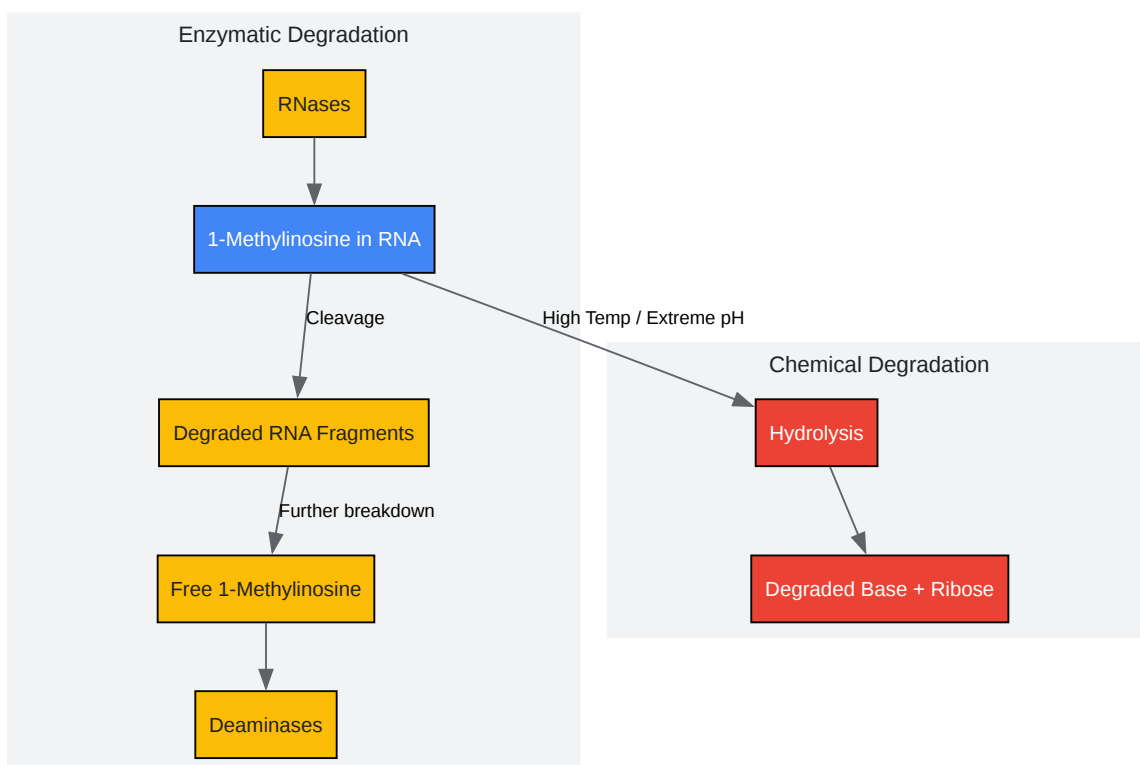 Enzymatic Degradation
RNases
1-Methylinosine in RNA
Cleavage
High Temp / Extreme pH
Chemical Degradation
Degraded RNA Fragments
Hydrolysis
Further breakdown
Free 1-Methylinosine
Degraded Base + Ribose
Deaminases